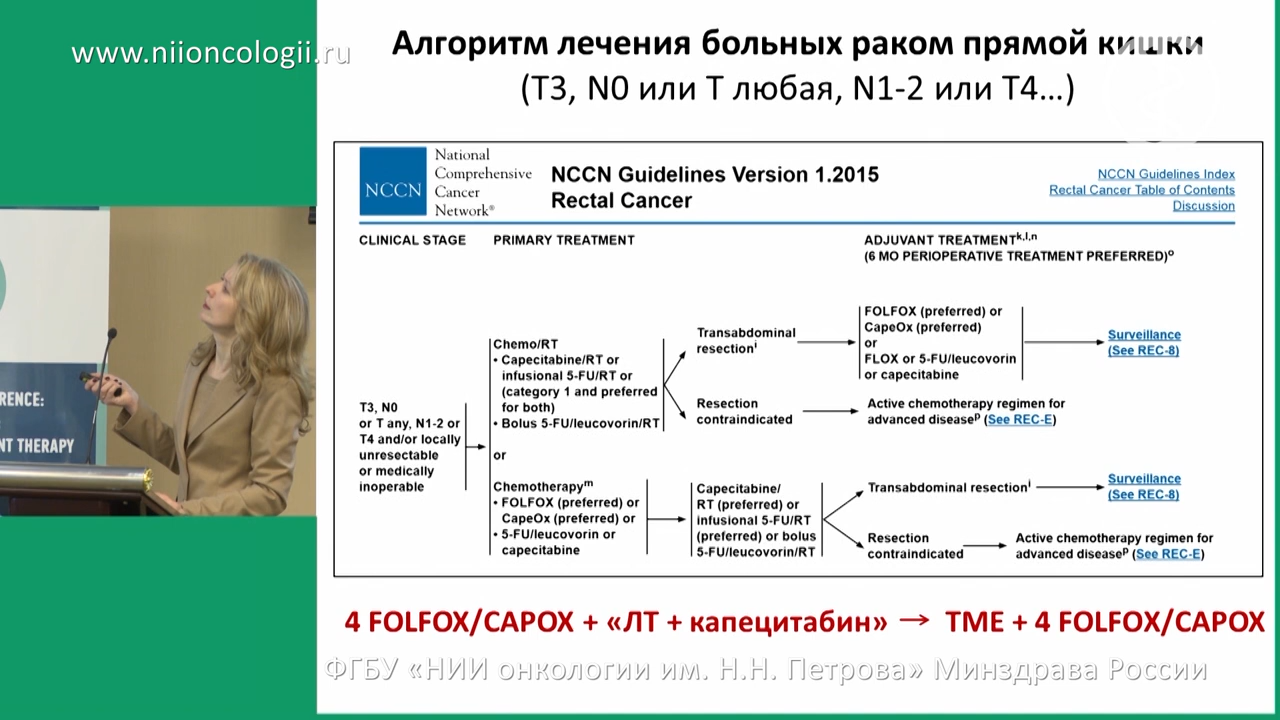 www.niioncologii.ru
Алгоритм лечения больных раком прямой кишки
(T3, N0 или T любая, N1-2 или T4...)
NCCN
National
Comprehensive
Cancer
Network®
NCCN Guidelines Version 1.2015
Rectal Cancer
NCCN Guidelines Index
Rectal Cancer Table of Contents
Discussion
CLINICAL STAGE
PRIMARY TREATMENT
ADJUVANT TREATMENTk,l,n
(6 MO PERIOPERATIVE TREATMENT PREFERRED)o
T3, N0
or T any, N1-2 or
T4 and/or locally
unresectable
or medically
inoperable
Chemo/RT
• Capecitabine/RT or
infusional 5-FU/RT or
(category 1 and preferred
for both)
• Bolus 5-FU/leucovorin/RT
or
Transabdominal
resectioni
FOLFOX (preferred) or
CapeOx (preferred)
or
FLOX or 5-FU/leucovorin
or capecitabine
Surveillance
(See REC-8)
Resection
contraindicated
Active chemotherapy regimen for
advanced diseasep (See REC-E)
Chemotherapym
• FOLFOX (preferred) or
CapeOx (preferred) or
• 5-FU/leucovorin or
capecitabine
Capecitabine/
RT (preferred) or
infusional 5-FU/RT
(preferred) or bolus
5-FU/leucovorin/RT
Transabdominal resectioni
Surveillance
(See REC-8)
Resection
contraindicated
Active chemotherapy regimen for
advanced diseasep (See REC-E)
RENCE:
NT THERAPY
4 FOLFOX/CAPOX + «ЛТ + капецитабин» → TME + 4 FOLFOX/CAPOX
ФГБУ «НИИ онкологии им. Н.Н. Петрова» Минздрава России